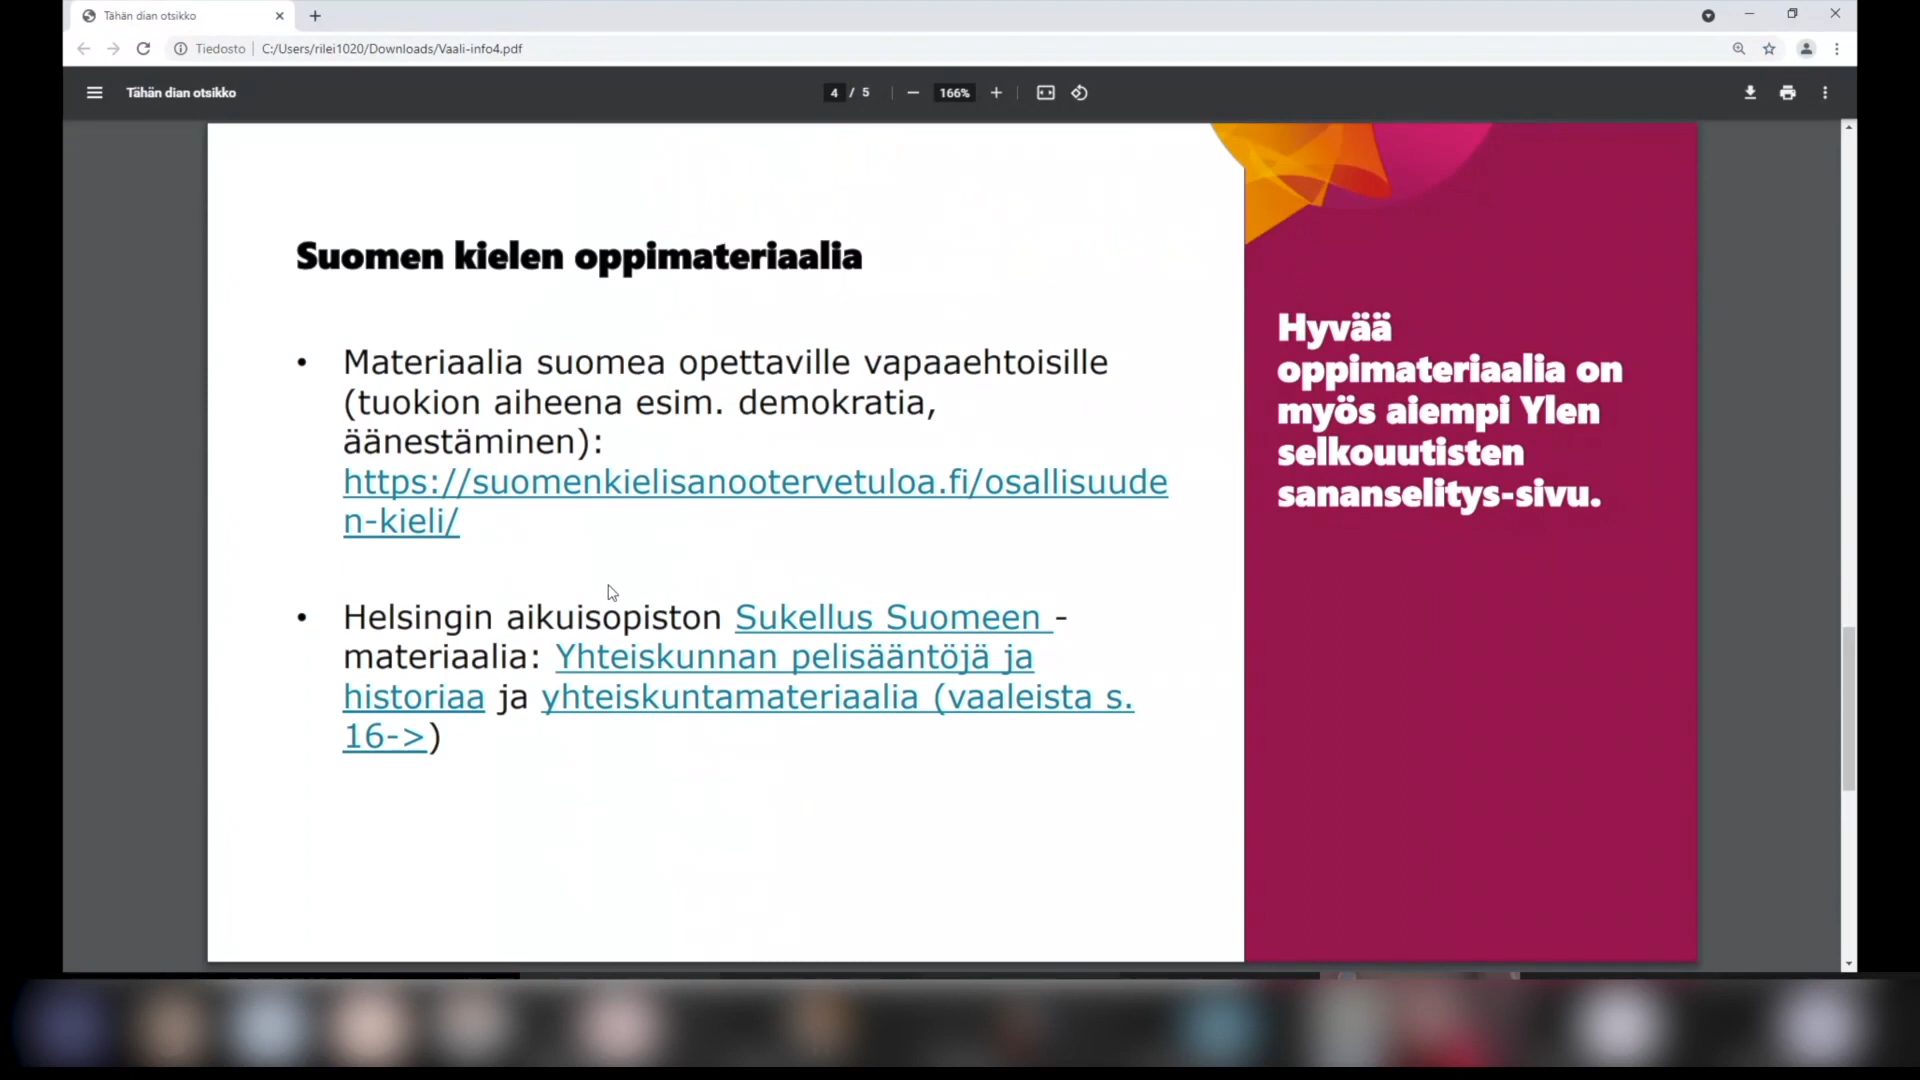 Tähän dian otsikko
Tiedosto
C:/Users/rilei1020/Downloads/Vaali-info4.pdf
Tähän dian otsikko
4 / 5
166%
Suomen kielen oppimateriaalia
• Materiaalia suomea opettaville vapaaehtoisille
(tuokion aiheena esim. demokratia,
äänestäminen):
https://suomenkielisanootervetuloa.fi/osallisuude
n-kieli/
• Helsingin aikuisopiston Sukellus Suomeen -
materiaalia: Yhteiskunnan pelisääntöjä ja
historiaa ja yhteiskuntamateriaalia (vaaleista s.
16->)
Hyvää
oppimateriaalia on
myös aiempi Ylen
selkouutisten
sananselitys-sivu.